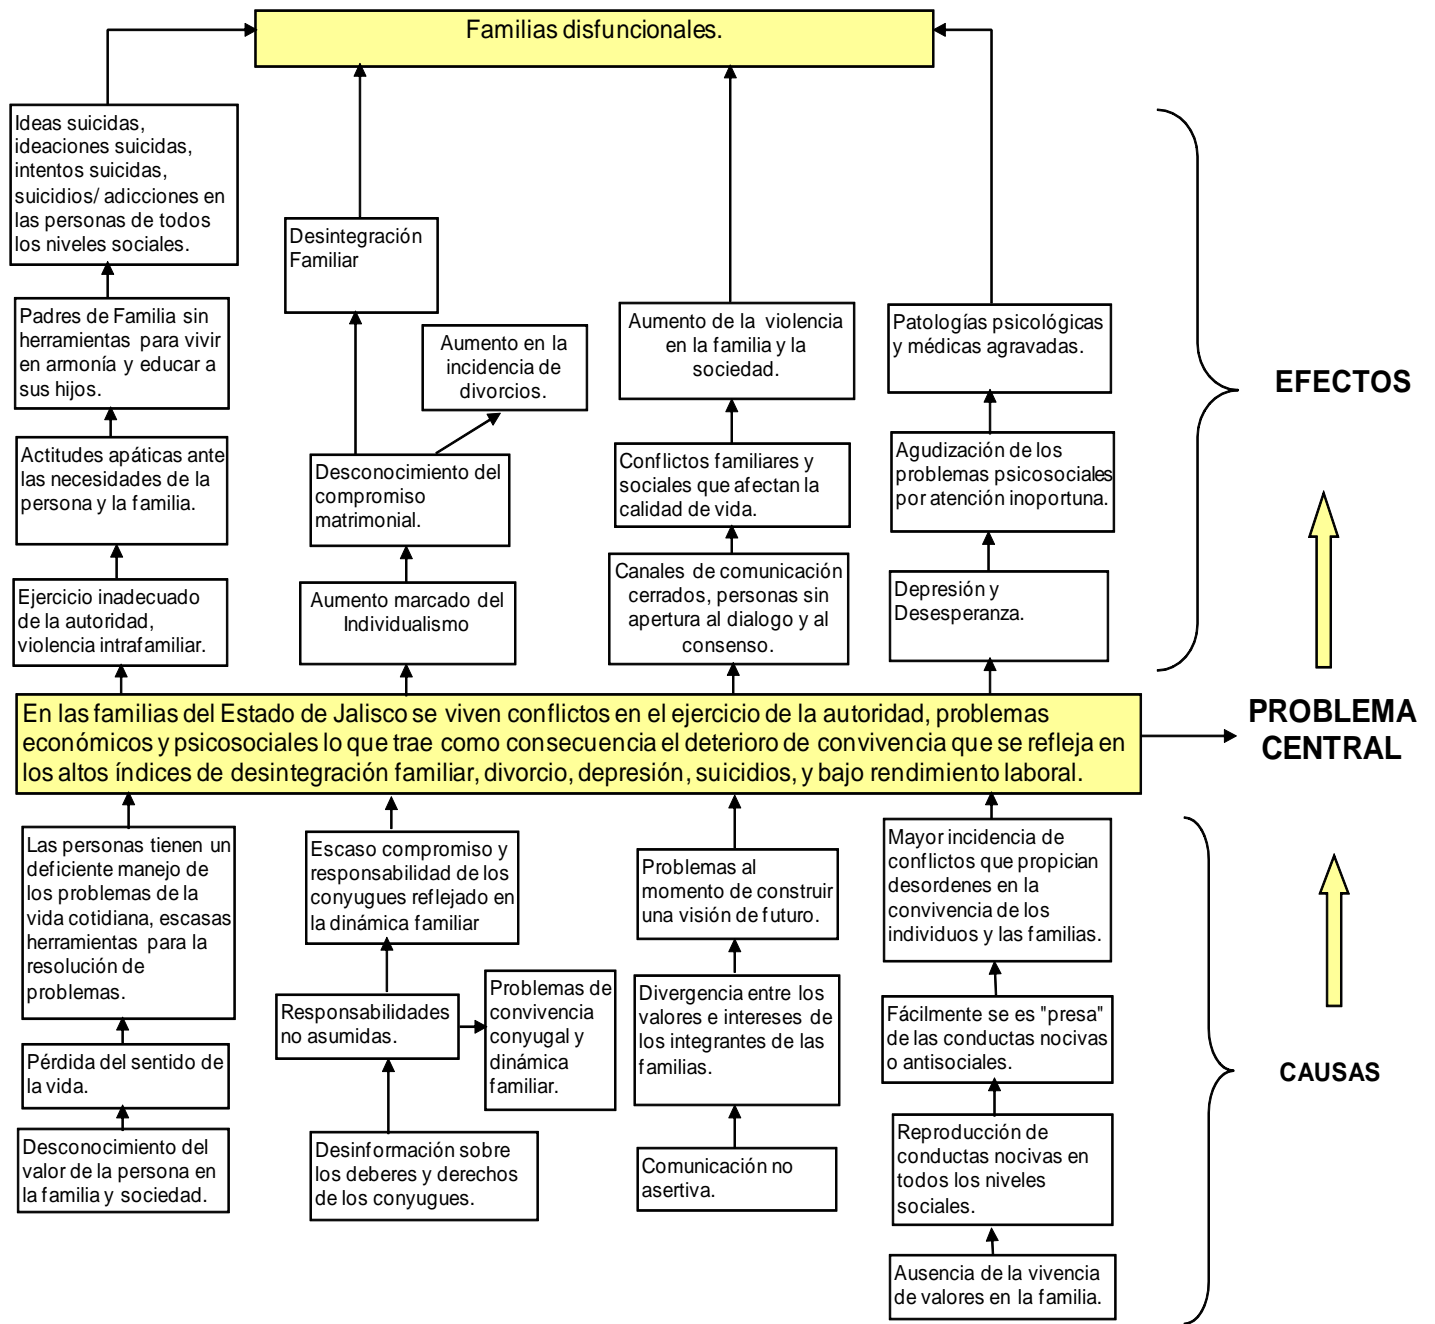 Familias disfuncionales.
Ideas suicidas,
ideaciones suicidas,
intentos suicidas,
suicidios/ adicciones en
las personas de todos
los niveles sociales.
Desintegración
Familiar
Padres de Familia sin
herramientas para vivir
en armonía y educar a
sus hijos.
Aumento en la
incidencia de
divorcios.
Aumento de la violencia
en la familia y la
sociedad.
Patologías psicológicas
y médicas agravadas.
EFECTOS
Actitudes apáticas ante
las necesidades de la
persona y la familia.
Desconocimiento del
compromiso
matrimonial.
Conflictos familiares y
sociales que afectan la
calidad de vida.
Agudización de los
problemas psicosociales
por atención inoportuna.
Ejercicio inadecuado
de la autoridad,
violencia intrafamiliar.
Aumento marcado del
Individualismo
Canales de comunicación
cerrados, personas sin
apertura al dialogo y al
consenso.
Depresión y
Desesperanza.
En las familias del Estado de Jalisco se viven conflictos en el ejercicio de la autoridad, problemas
económicos y psicosociales lo que trae como consecuencia el deterioro de convivencia que se refleja en
los altos índices de desintegración familiar, divorcio, depresión, suicidios, y bajo rendimiento laboral.
PROBLEMA
CENTRAL
Las personas tienen un
deficiente manejo de
los problemas de la
vida cotidiana, escasas
herramientas para la
resolución de
problemas.
Escaso compromiso y
responsabilidad de los
conyugues reflejado en
la dinámica familiar
Problemas al
momento de construir
una visión de futuro.
Mayor incidencia de
conflictos que propician
desordenes en la
convivencia de los
individuos y las familias.
Responsabilidades
no asumidas.
Problemas de
convivencia
conyugal y
dinámica
familiar.
Divergencia entre los
valores e intereses de
los integrantes de las
familias.
Fácilmente se es "presa"
de las conductas nocivas
o antisociales.
CAUSAS
Pérdida del sentido de
la vida.
Desconocimiento del
valor de la persona en
la familia y sociedad.
Desinformación sobre
los deberes y derechos
de los conyugues.
Comunicación no
asertiva.
Reproducción de
conductas nocivas en
todos los niveles
sociales.
Ausencia de la vivencia
de valores en la familia.